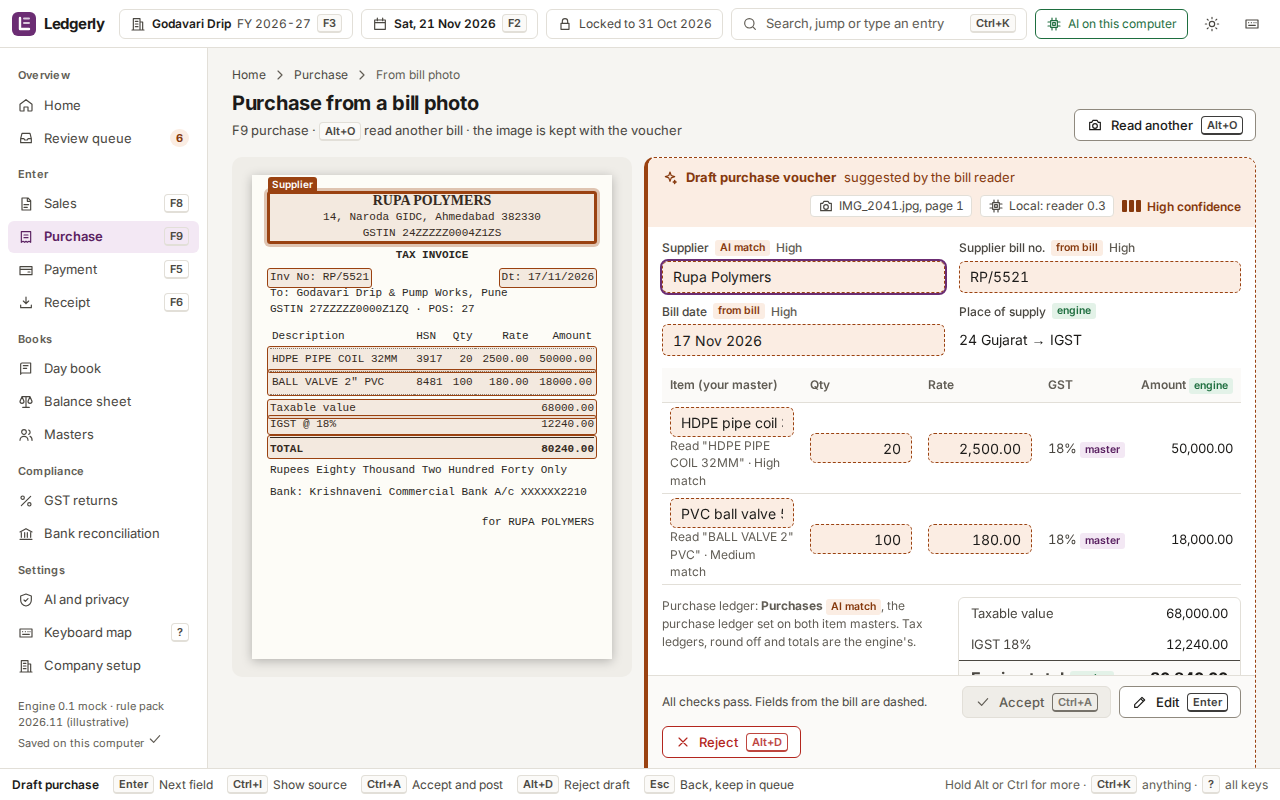 Ledgerly
Godavari Drip FY 2026-27 F3
Sat, 21 Nov 2026 F2
Locked to 31 Oct 2026
Search, jump or type an entry Ctrl+K
AI on this computer
Overview
Home
Review queue 6
Enter
Sales F8
Purchase F9
Payment F5
Receipt F6
Books
Day book
Balance sheet
Masters
Compliance
GST returns
Bank reconciliation
Settings
AI and privacy
Keyboard map ?
Company setup
Engine 0.1 mock · rule pack
2026.11 (illustrative)
Saved on this computer
Home > Purchase > From bill photo
Purchase from a bill photo
F9 purchase · Alt+O read another bill · the image is kept with the voucher
Read another Alt+O
Supplier
RUPA POLYMERS
14, Naroda GIDC, Ahmedabad 382330
GSTIN 24ZZZZZ0004Z1ZS
TAX INVOICE
Inv No: RP/5521 Dt: 17/11/2026
To: Godavari Drip & Pump Works, Pune
GSTIN 27ZZZZZ0000Z1ZQ · POS: 27
Description HSN Qty Rate Amount
HDPE PIPE COIL 32MM 3917 20 2500.00 50000.00
BALL VALVE 2" PVC 8481 100 180.00 18000.00
Taxable value 68000.00
IGST @ 18% 12240.00
TOTAL 80240.00
Rupees Eighty Thousand Two Hundred Forty Only
Bank: Krishnaveni Commercial Bank A/c XXXXXX2210
for RUPA POLYMERS
Draft purchase voucher suggested by the bill reader
IMG_2041.jpg, page 1 Local: reader 0.3 High confidence
Supplier AI match High
Rupa Polymers
Supplier bill no. from bill High
RP/5521
Bill date from bill High
17 Nov 2026
Place of supply engine
24 Gujarat → IGST
Item (your master) Qty Rate GST Amount engine
HDPE pipe coil
Read "HDPE PIPE
COIL 32MM" · High
match
20 2,500.00 18% master 50,000.00
PVC ball valve
Read "BALL VALVE 2"
PVC" · Medium
match
100 180.00 18% master 18,000.00
Purchase ledger: Purchases AI match, the
purchase ledger set on both item masters. Tax
ledgers, round off and totals are the engine's.
Taxable value 68,000.00
IGST 18% 12,240.00
All checks pass. Fields from the bill are dashed.
Accept Ctrl+A
Edit Enter
Reject Alt+D
Draft purchase Enter Next field Ctrl+I Show source Ctrl+A Accept and post Alt+D Reject draft Esc Back, keep in queue
Hold Alt or Ctrl for more · Ctrl+K anything · ? all keys